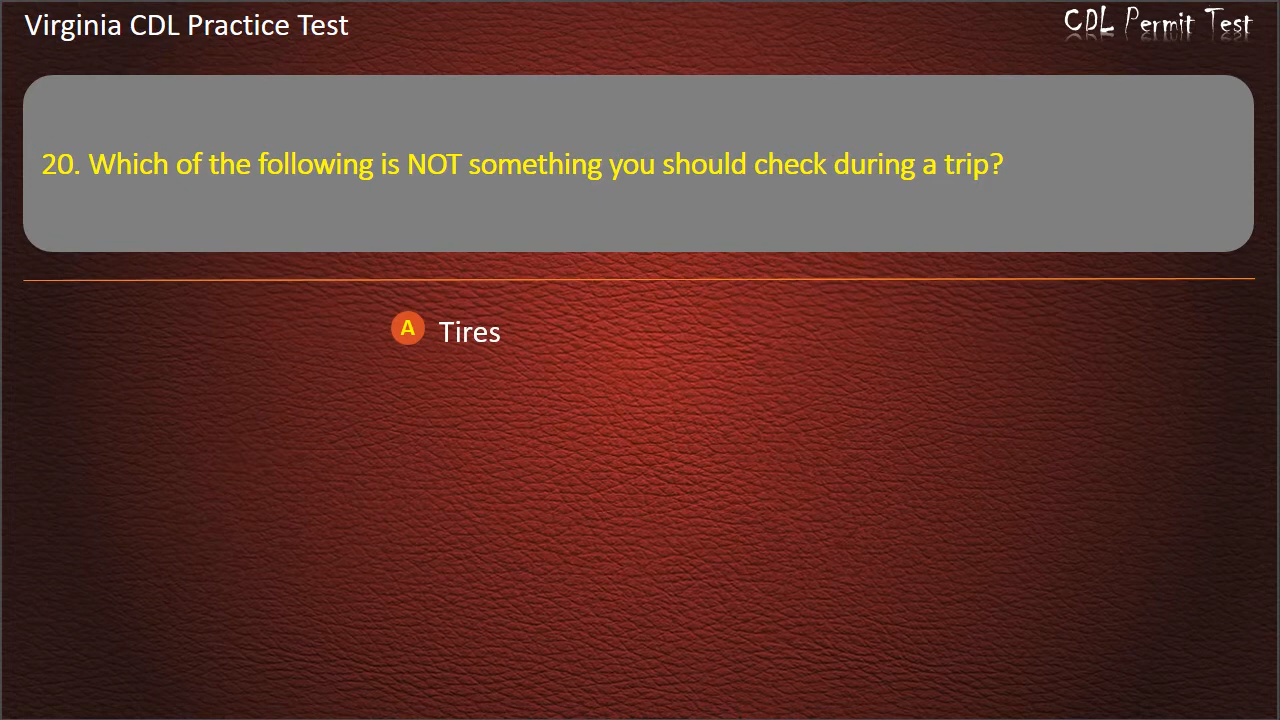 Virginia CDL Practice Test
CDL Permit Test
20. Which of the following is NOT something you should check during a trip?
A Tires